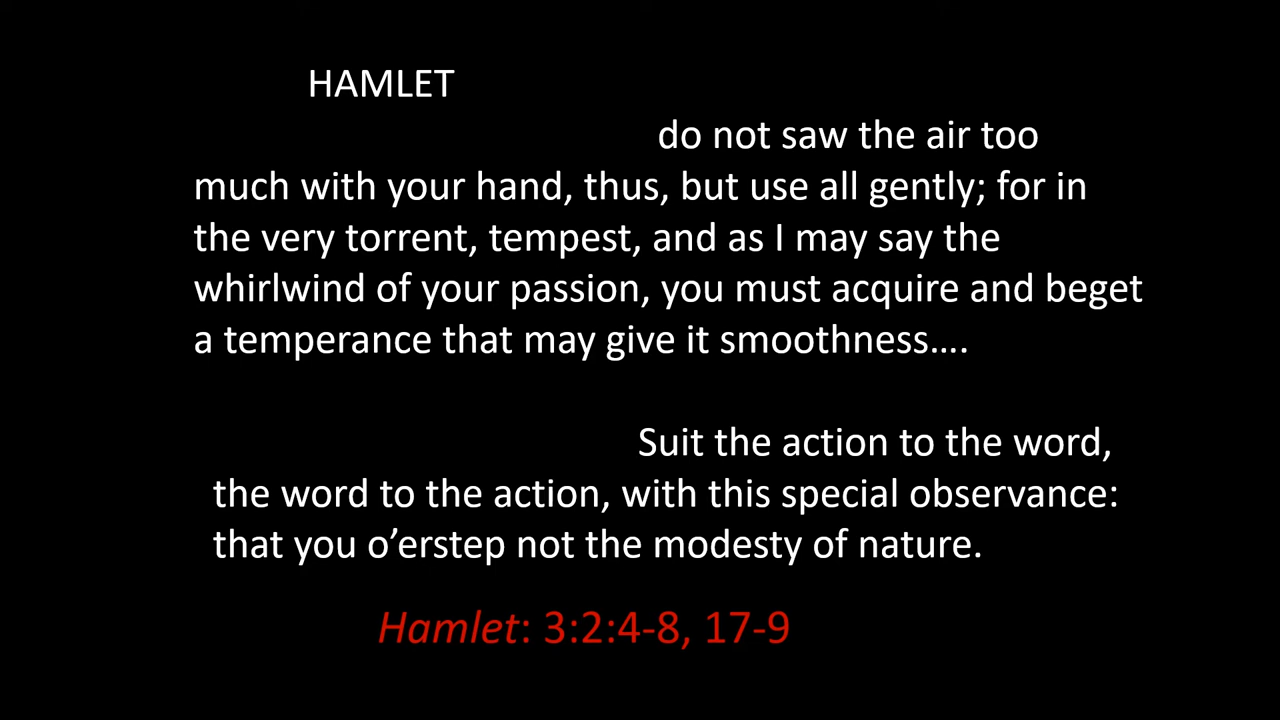 HAMLET
do not saw the air too
much with your hand, thus, but use all gently; for in
the very torrent, tempest, and as I may say the
whirlwind of your passion, you must acquire and beget
a temperance that may give it smoothness….
Suit the action to the word,
the word to the action, with this special observance:
that you o’erstep not the modesty of nature.
Hamlet: 3:2:4-8, 17-9